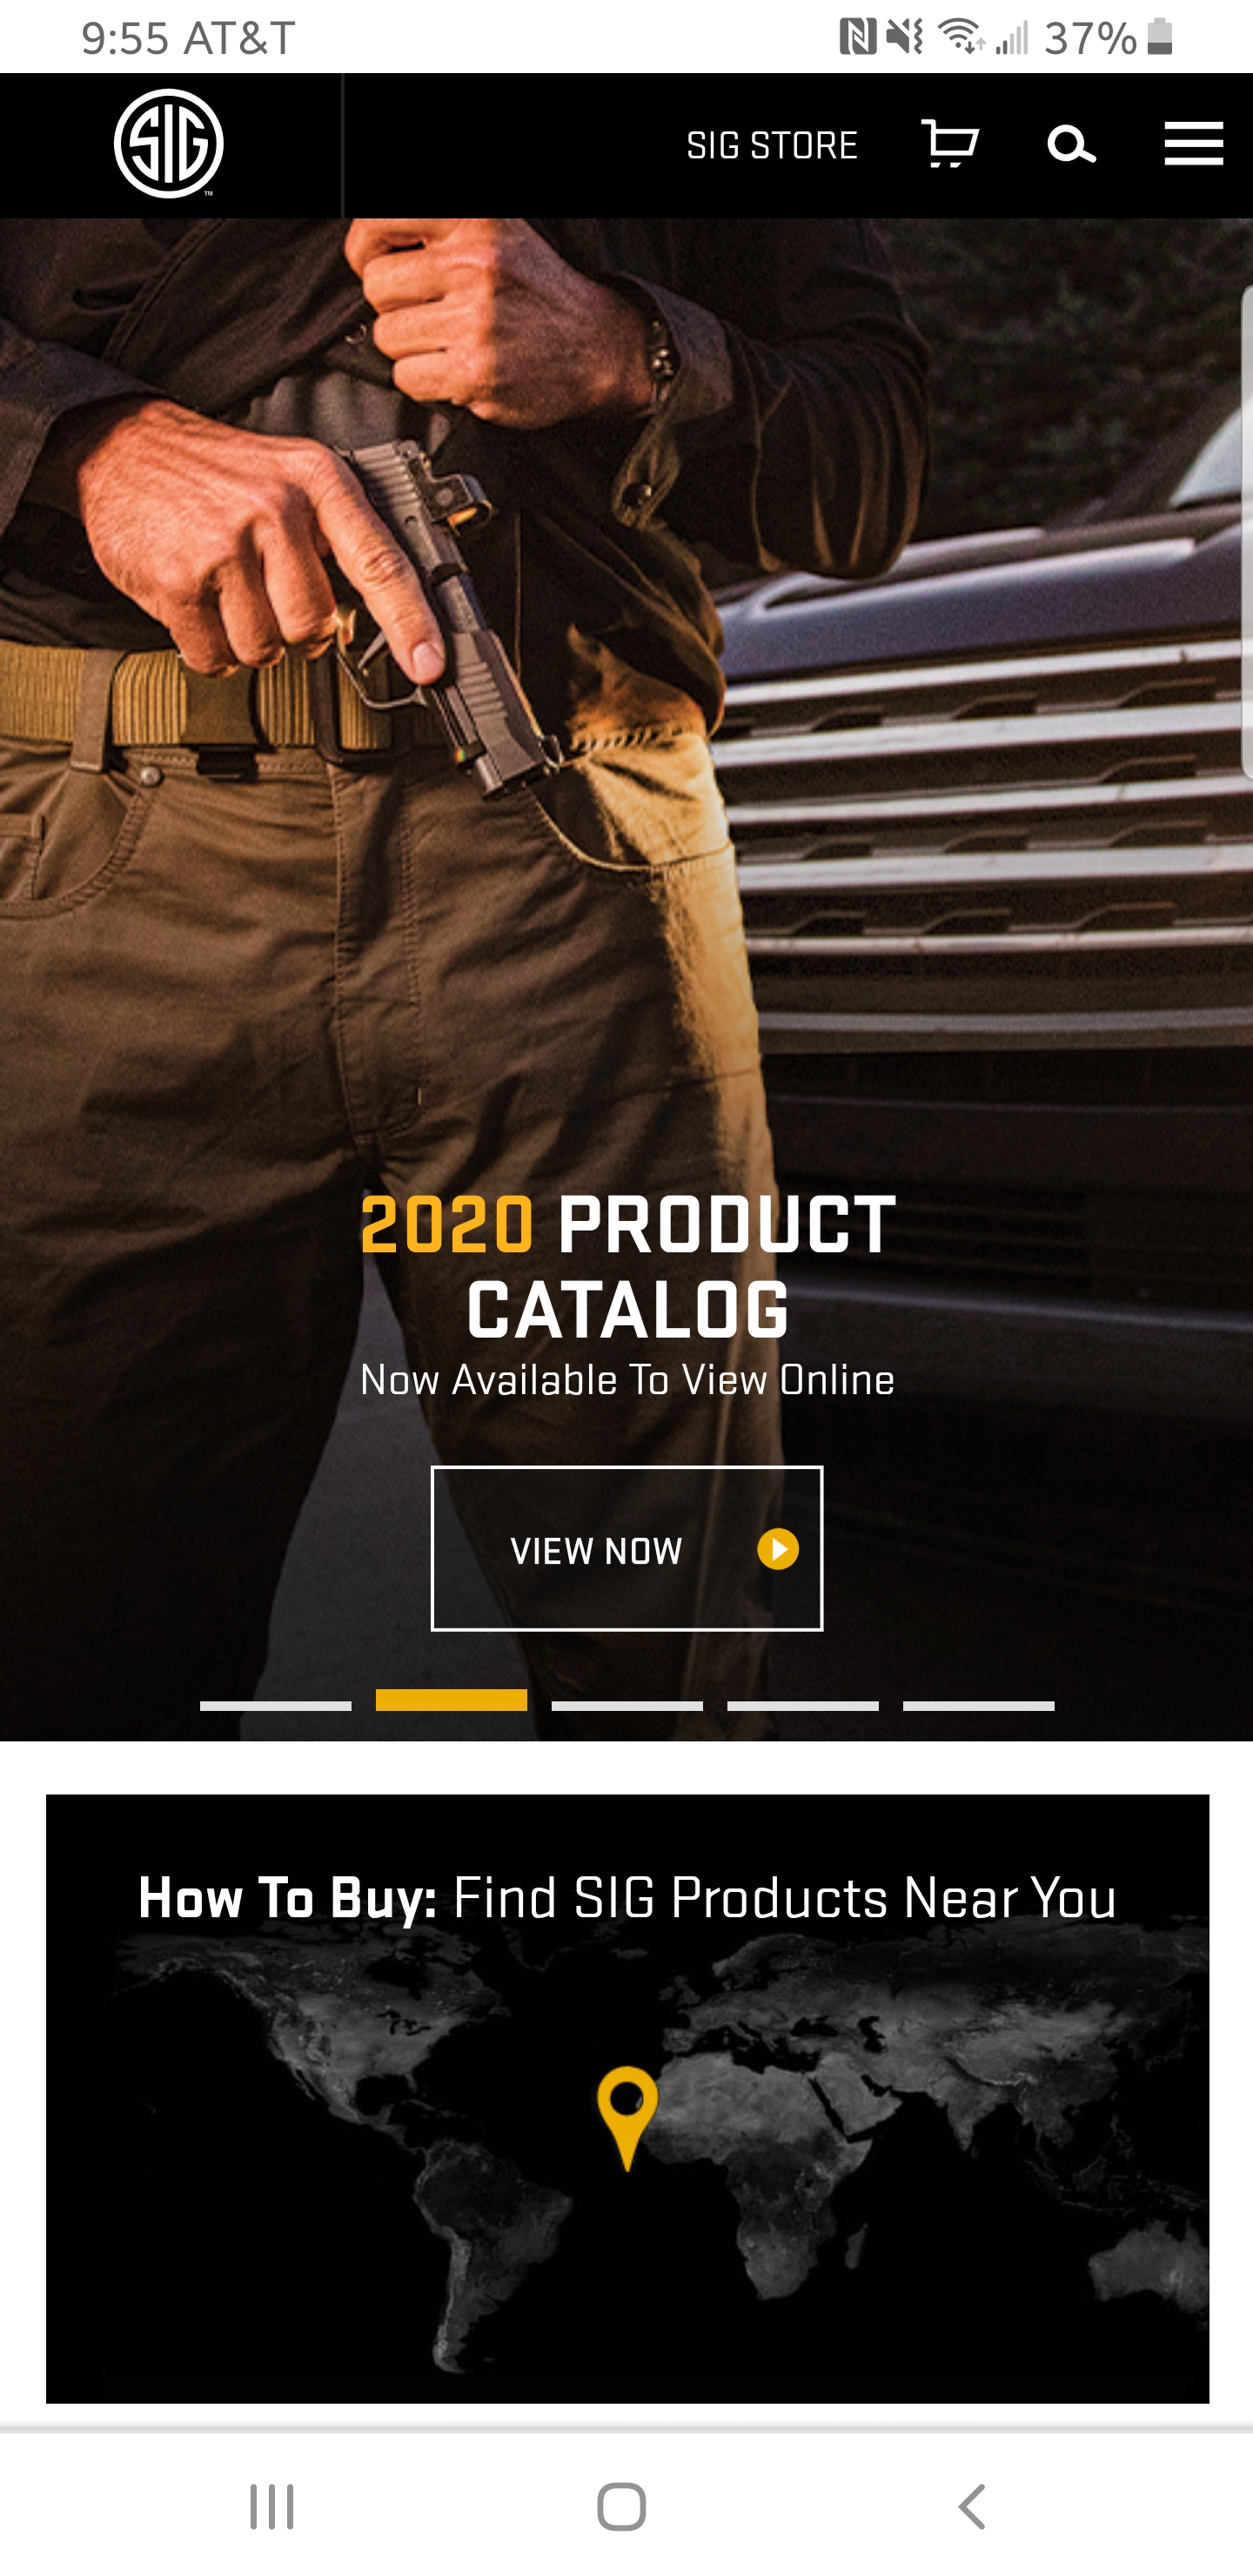 9:55 AT&T
37%
SIG
TM
SIG STORE
2020 PRODUCT
CATALOG
Now Available To View Online
VIEW NOW
How To Buy: Find SIG Products Near You